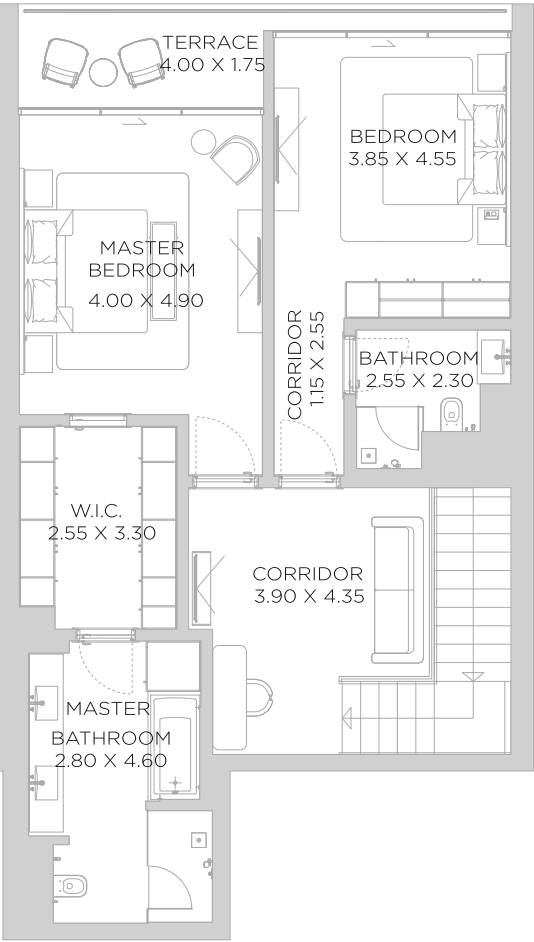 TERRACE
4.00 X 1.75
BEDROOM
3.85 X 4.55
MASTER
BEDROOM
4.00 X 4.90
CORRIDOR
1.15 X 2.55
BATHROOM
2.55 X 2.30
W.I.C.
2.55 X 3.30
CORRIDOR
3.90 X 4.35
MASTER
BATHROOM
2.80 X 4.60